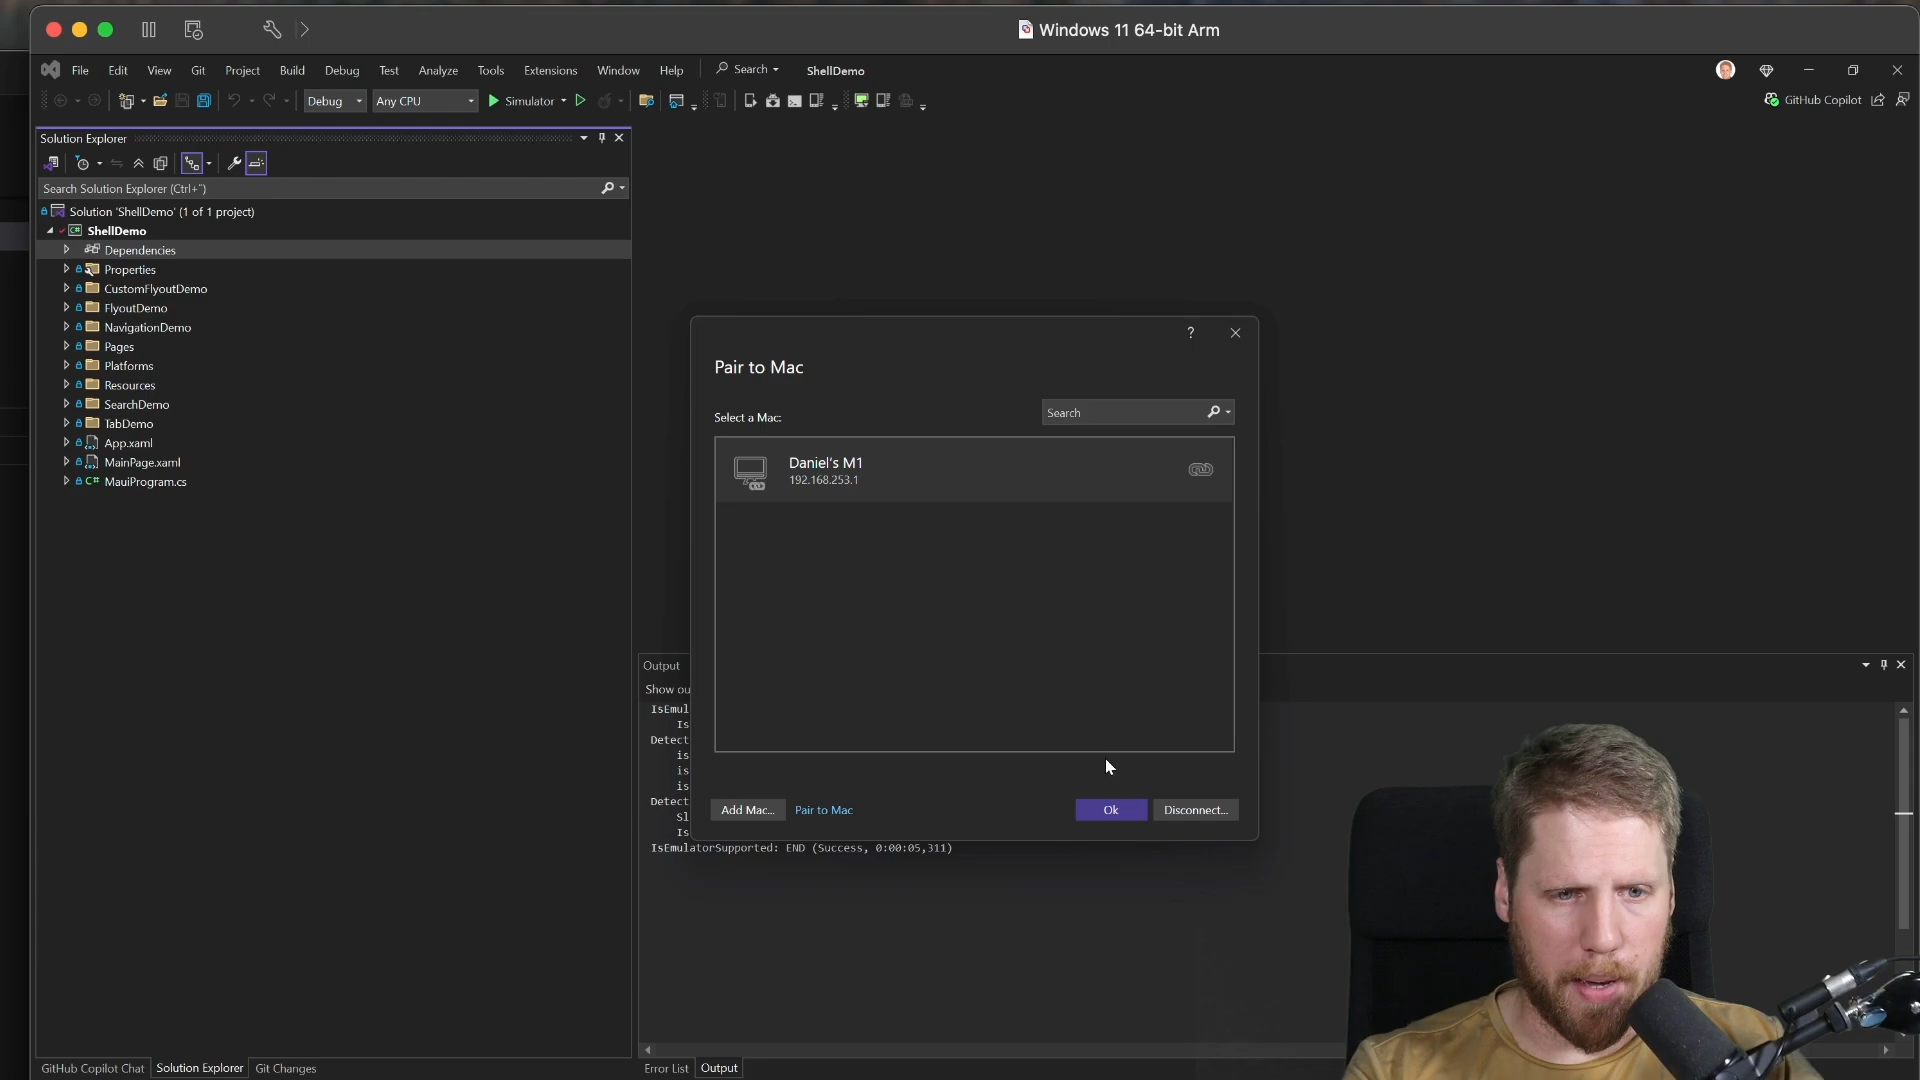 Windows 11 64-bit Arm
File Edit View Git Project Build Debug Test Analyze Tools Extensions Window Help Search ShellDemo
Debug Any CPU Simulator GitHub Copilot
Solution Explorer
Search Solution Explorer (Ctrl+¨)
Solution 'ShellDemo' (1 of 1 project)
C# ShellDemo
Dependencies
Properties
CustomFlyoutDemo
FlyoutDemo
NavigationDemo
Pages
Platforms
Resources
SearchDemo
TabDemo
App.xaml
MainPage.xaml
C# MauiProgram.cs
Pair to Mac
Select a Mac:
Search
Daniel's M1
192.168.253.1
Add Mac... Pair to Mac Ok Disconnect...
Output
Show ou
IsEmul
Is
Detect
is
is
is
Detect
Sl
Is
IsEmulatorSupported: END (Success, 0:00:05,311)
GitHub Copilot Chat Solution Explorer Git Changes
Error List Output